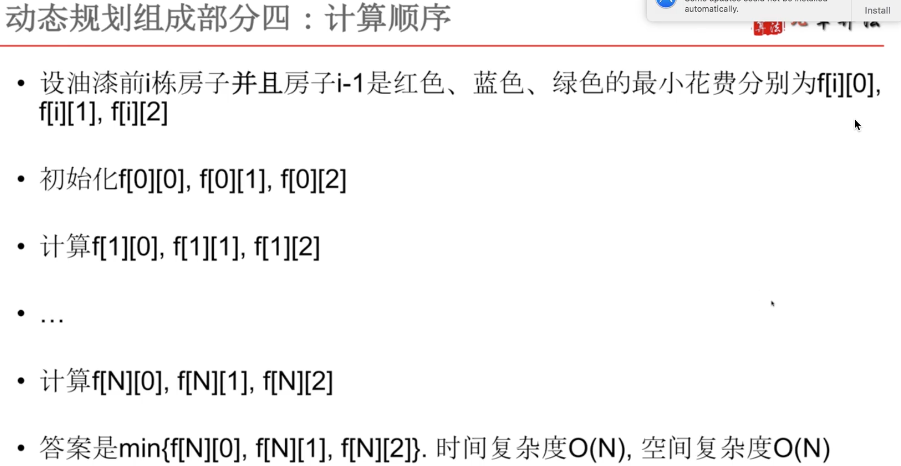 动态规划组成部分四：计算顺序
automatically.
Install
• 设油漆前i栋房子并且房子i-1是红色、蓝色、绿色的最小花费分别为f[i][0],
f[i][1], f[i][2]
• 初始化f[0][0], f[0][1], f[0][2]
• 计算f[1][0], f[1][1], f[1][2]
• …
• 计算f[N][0], f[N][1], f[N][2]
• 答案是min{f[N][0], f[N][1], f[N][2]}. 时间复杂度O(N), 空间复杂度O(N)